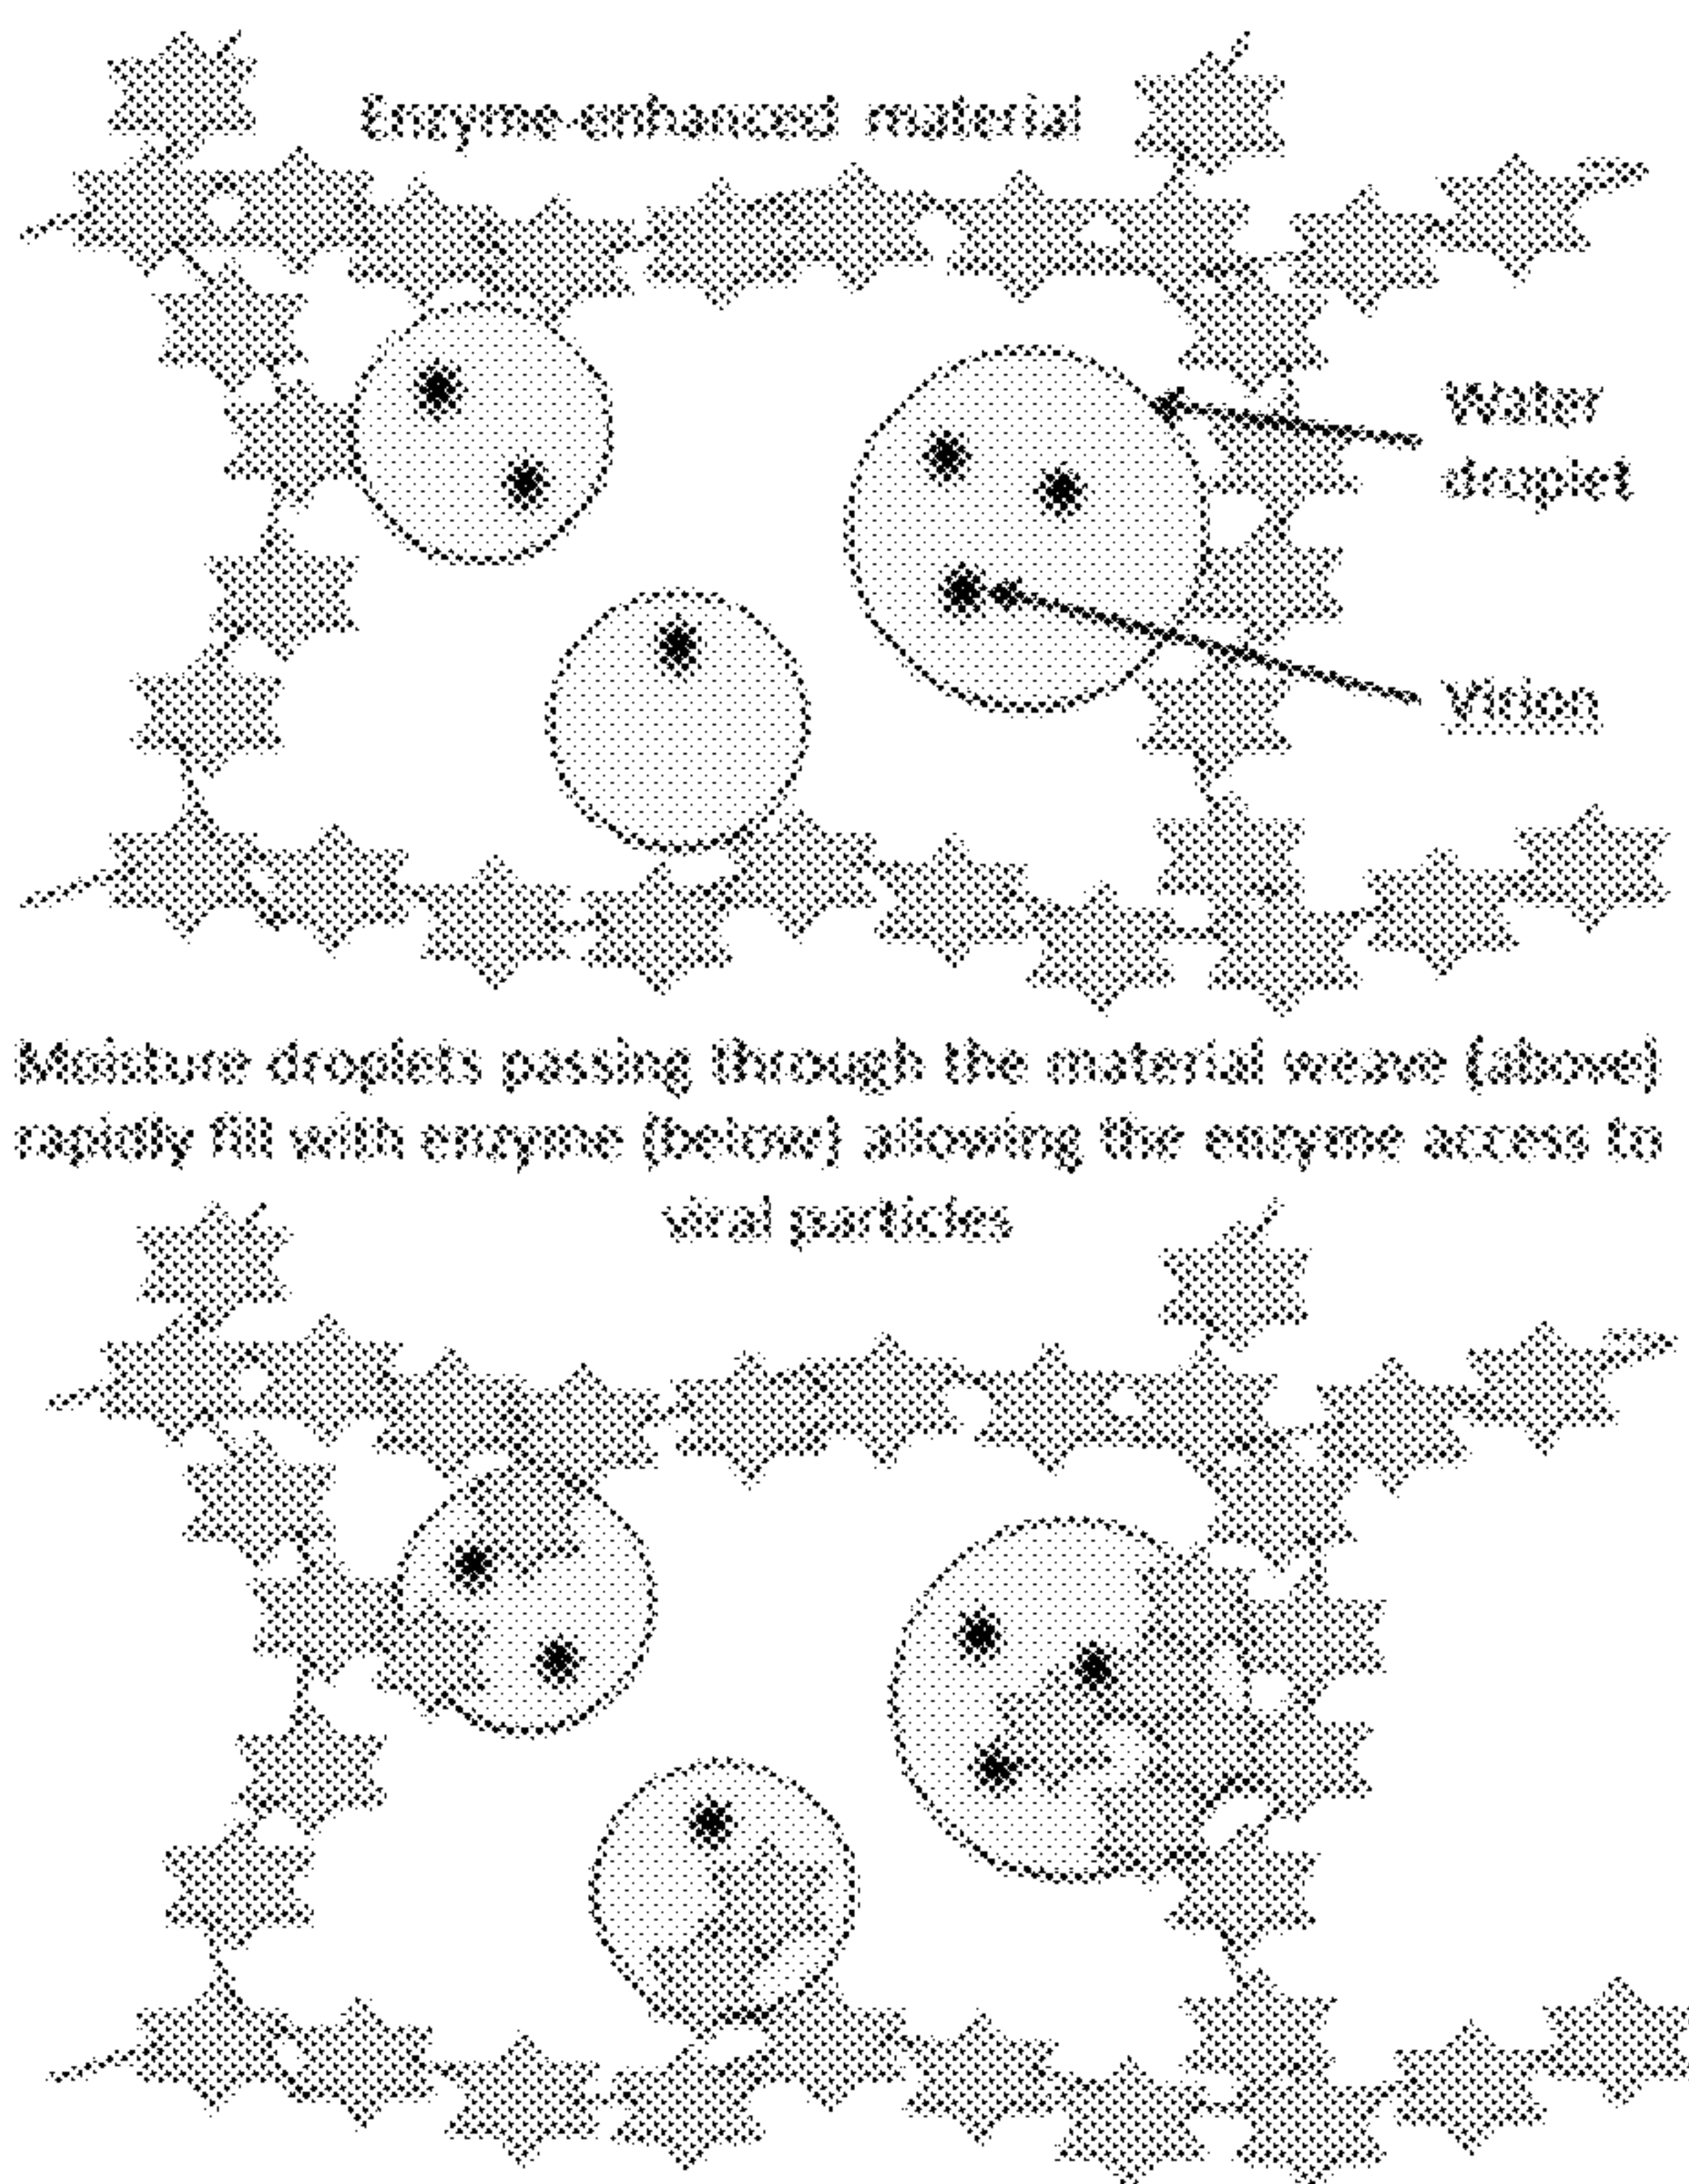 Enzyme-enhanced material
Water
droplet
Virion
Moisture droplets passing through the material weave (above)
rapidly fill with enzyme (below) allowing the enzyme access to
viral particles